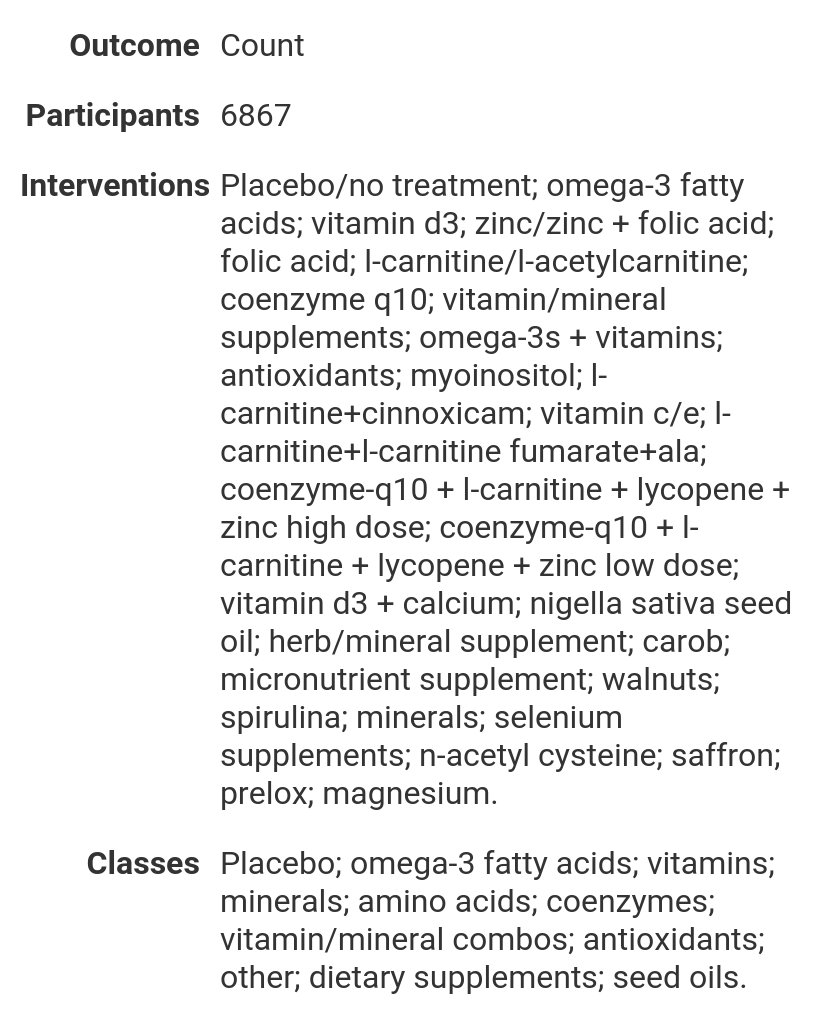 Outcome Count
Participants 6867
Interventions Placebo/no treatment; omega-3 fatty
acids; vitamin d3; zinc/zinc + folic acid;
folic acid; l-carnitine/l-acetylcarnitine;
coenzyme q10; vitamin/mineral
supplements; omega-3s + vitamins;
antioxidants; myoinositol; l-
carnitine+cinnoxicam; vitamin c/e; l-
carnitine+l-carnitine fumarate+ala;
coenzyme-q10 + l-carnitine + lycopene +
zinc high dose; coenzyme-q10 + l-
carnitine + lycopene + zinc low dose;
vitamin d3 + calcium; nigella sativa seed
oil; herb/mineral supplement; carob;
micronutrient supplement; walnuts;
spirulina; minerals; selenium
supplements; n-acetyl cysteine; saffron;
prelox; magnesium.
Classes Placebo; omega-3 fatty acids; vitamins;
minerals; amino acids; coenzymes;
vitamin/mineral combos; antioxidants;
other; dietary supplements; seed oils.